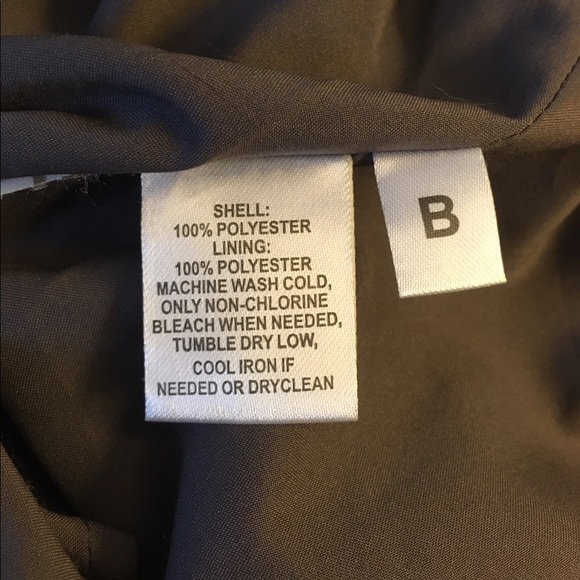 SHELL:
100% POLYESTER
LINING:
100% POLYESTER
MACHINE WASH COLD,
ONLY NON-CHLORINE
BLEACH WHEN NEEDED,
TUMBLE DRY LOW,
COOL IRON IF
NEEDED OR DRYCLEAN
B